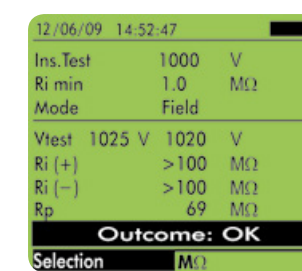 12/06/09 14:52:47
Ins.Test 1000 V
Ri min 1.0 MΩ
Mode Field
Vtest 1025 V 1020 V
Ri (+) >100 MΩ
Ri (−) >100 MΩ
Rp 69 MΩ
Outcome: OK
Selection MΩ